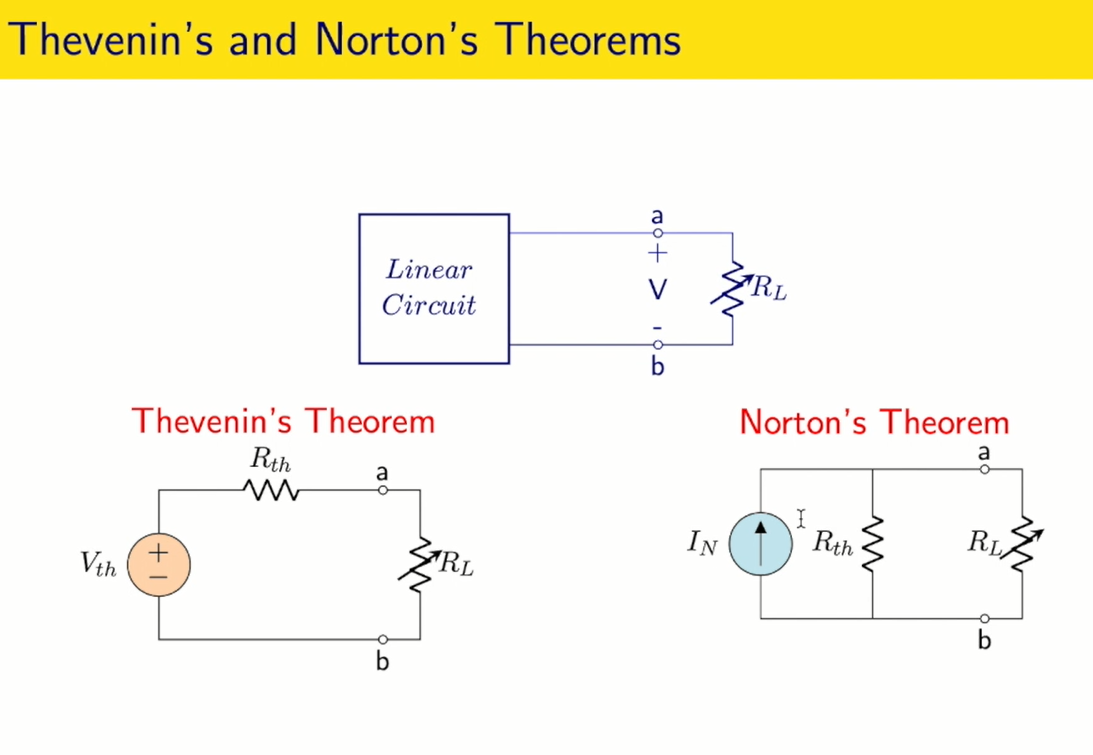 Thevenin's and Norton's Theorems
a
+
Linear
Circuit
V
R_L
-
b
Thevenin's Theorem
R_th
a
V_th
+
−
R_L
b
Norton's Theorem
a
I_N
R_th
R_L
b